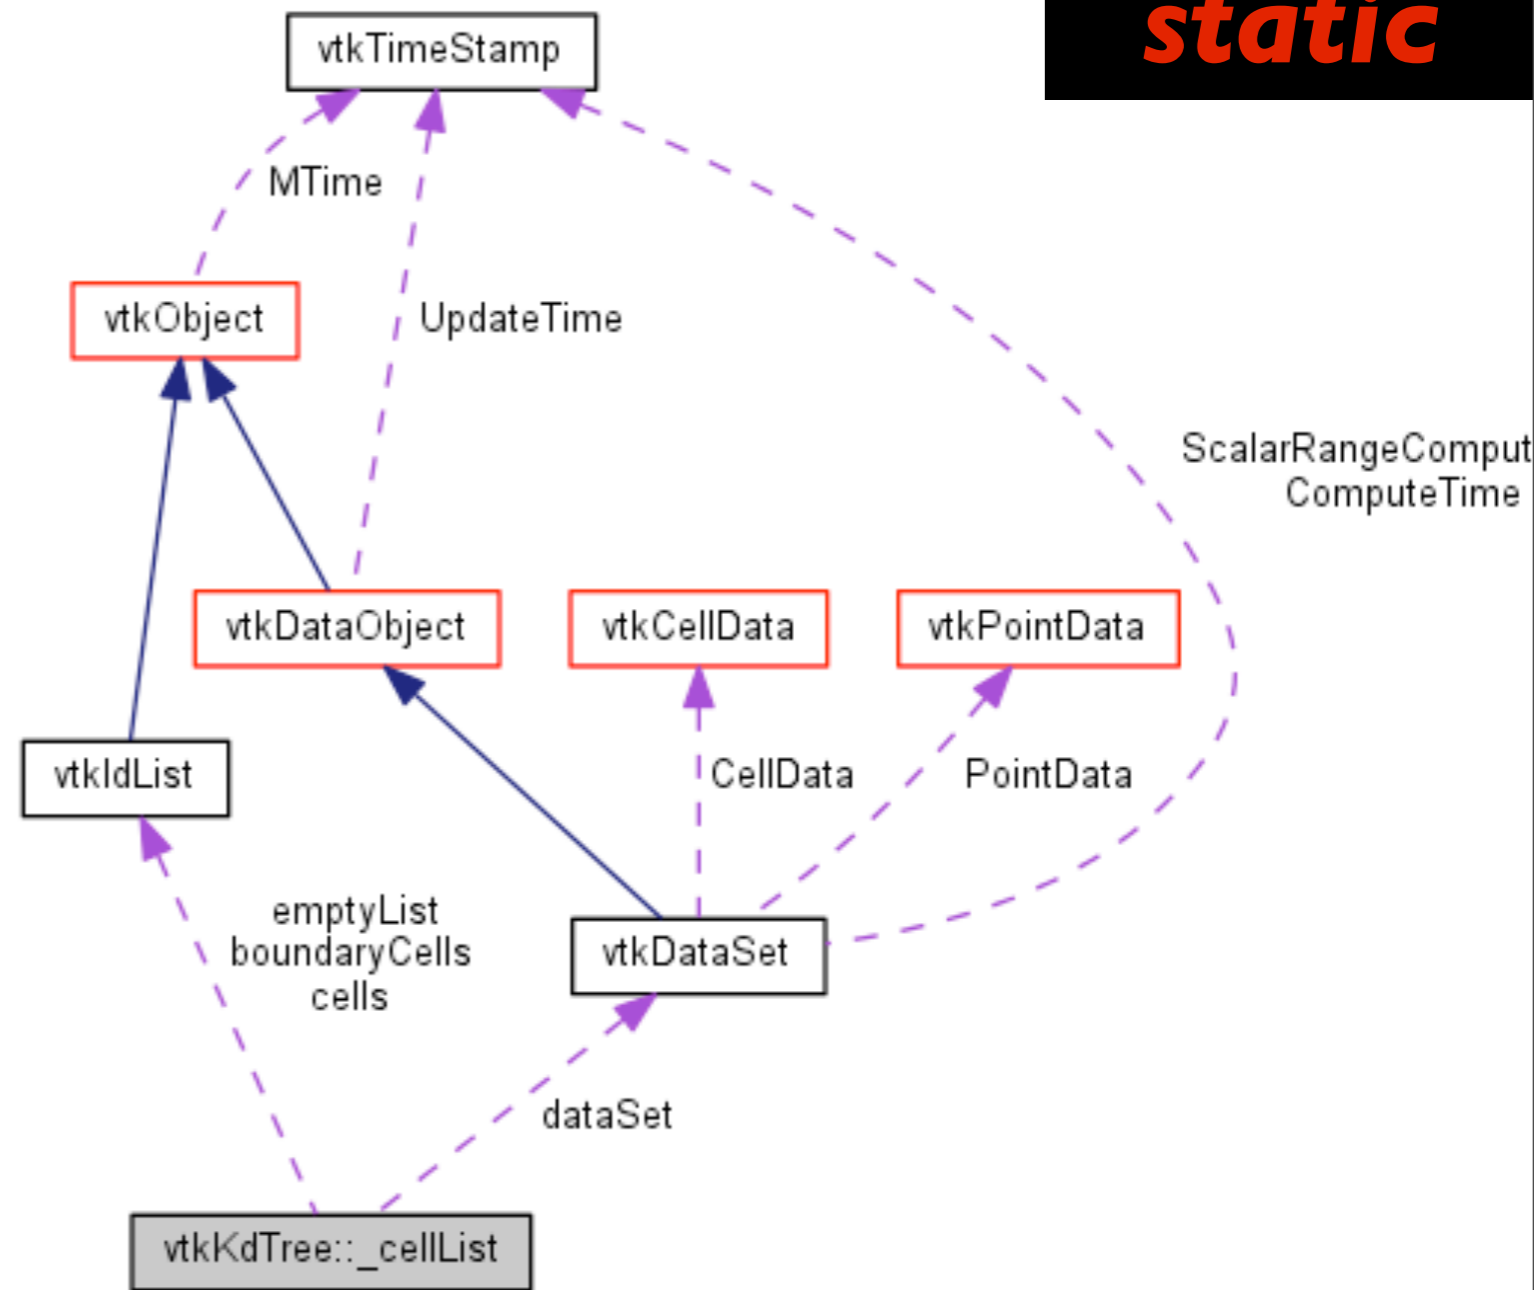 static
vtkTimeStamp
MTime
vtkObject
UpdateTime
ScalarRangeComput
ComputeTime
vtkDataObject
vtkCellData
vtkPointData
vtkIdList
CellData
PointData
emptyList
boundaryCells
cells
vtkDataSet
dataSet
vtkKdTree::_cellList